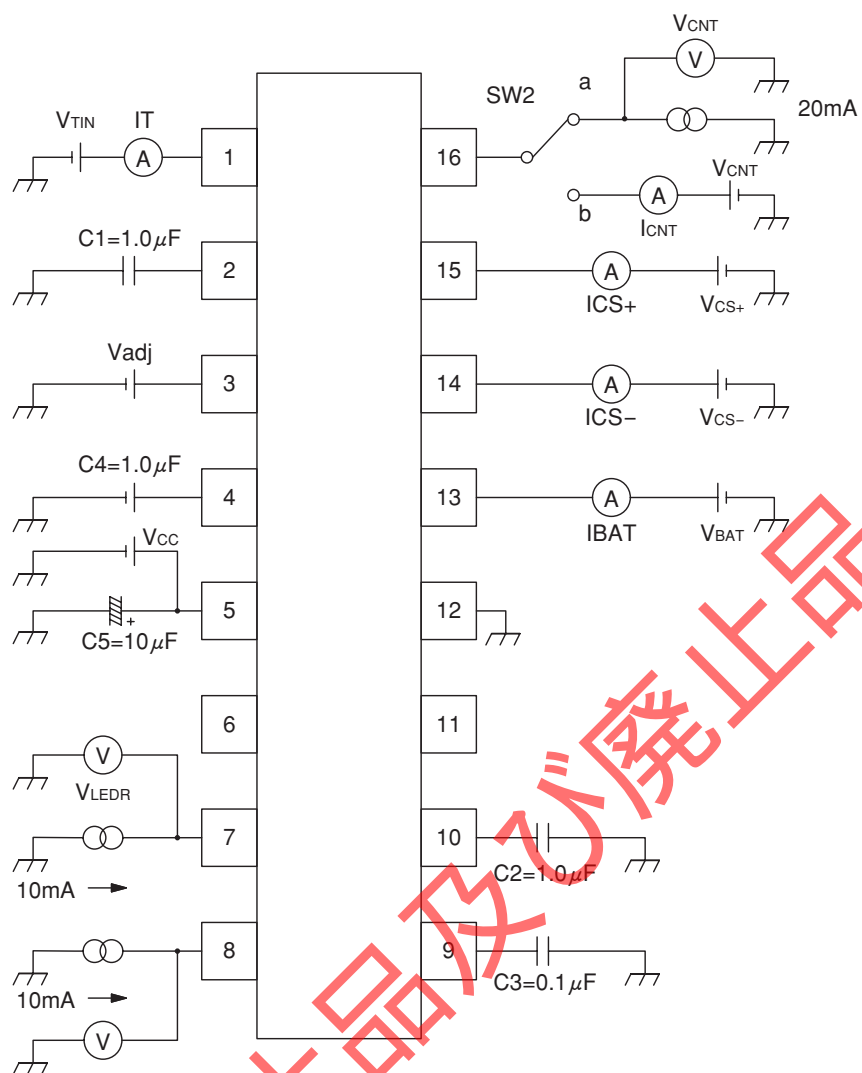 VCNT
V
a
SW2
20mA
VTIN
IT
A
1
16
VCNT
A
b
ICNT
C1=1.0μF
2
15
A
ICS+
VCS+
Vadj
3
14
A
ICS−
VCS−
C4=1.0μF
4
13
A
IBAT
VBAT
VCC
5
12
+
C5=10μF
6
11
V
VLEDR
7
10
10mA
C2=1.0μF
8
9
10mA
C3=0.1μF
V
止品及び廃止品